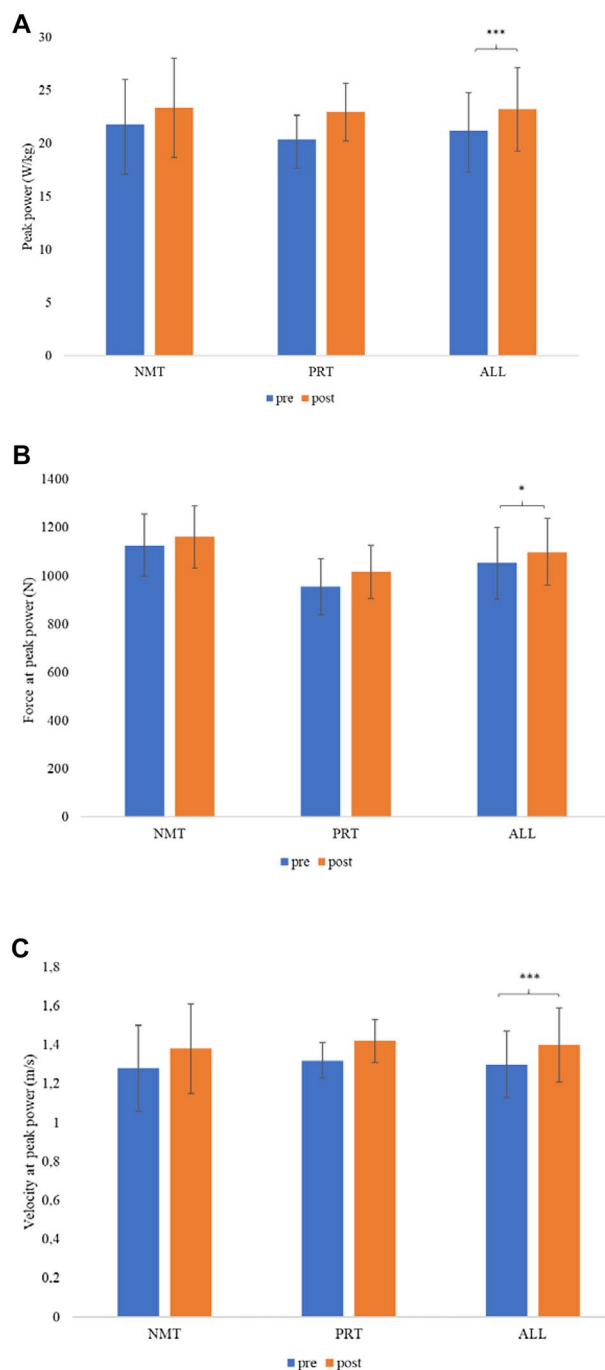 A
Peak power (W/kg)
30
25
20
15
10
5
0
***
NMT PRT ALL
pre post
B
Force at peak power (N)
1400
1200
1000
800
600
400
200
0
*
NMT PRT ALL
pre post
C
Velocity at peak power (m/s)
1,8
1,6
1,4
1,2
1
0,8
0,6
0,4
0,2
0
***
NMT PRT ALL
pre post